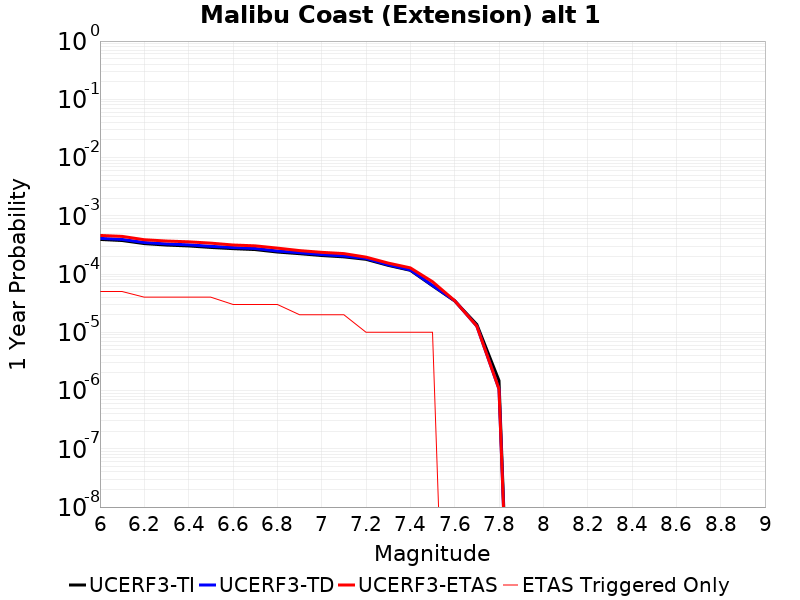 Malibu Coast (Extension) alt 1
10^0
10^-1
10^-2
10^-3
10^-4
10^-5
10^-6
10^-7
10^-8
1 Year Probability
6 6.2 6.4 6.6 6.8 7 7.2 7.4 7.6 7.8 8 8.2 8.4 8.6 8.8 9
Magnitude
UCERF3-TI UCERF3-TD UCERF3-ETAS ETAS Triggered Only